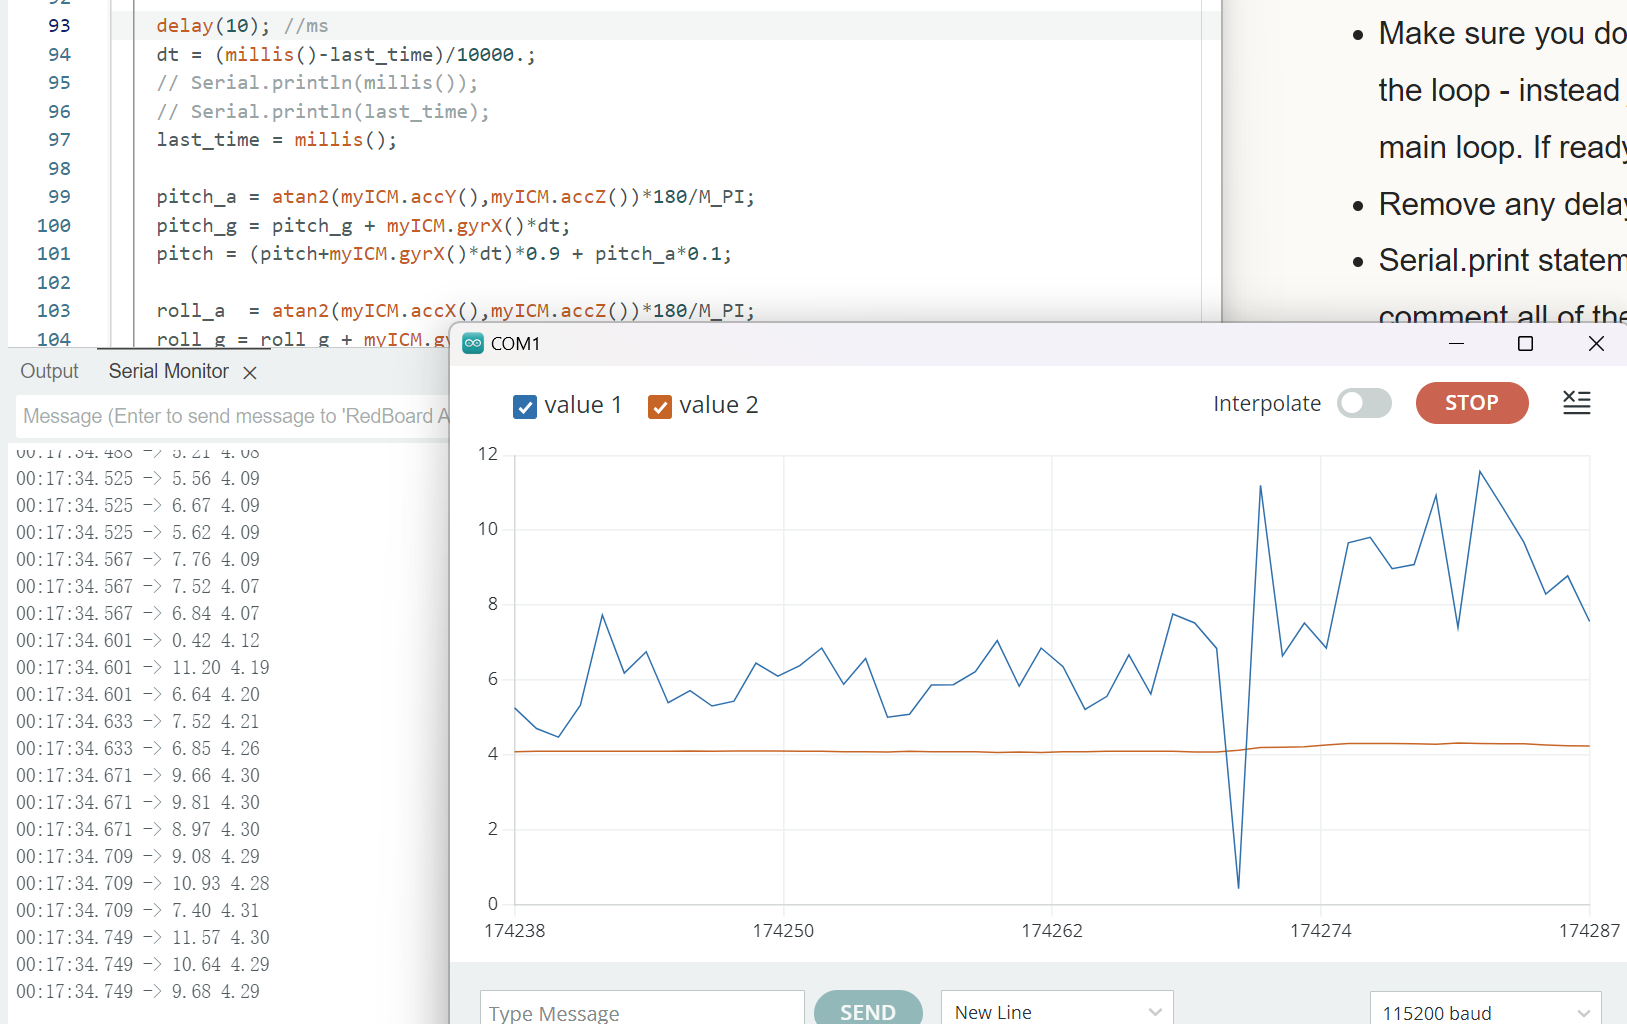 93 delay(10); //ms
94 dt = (millis()-last_time)/10000.;
95 // Serial.println(millis());
96 // Serial.println(last_time);
97 last_time = millis();
98
99 pitch_a = atan2(myICM.accY(),myICM.accZ())*180/M_PI;
100 pitch_g = pitch_g + myICM.gyrX()*dt;
101 pitch = (pitch+myICM.gyrX()*dt)*0.9 + pitch_a*0.1;
102
103 roll_a  = atan2(myICM.accX(),myICM.accZ())*180/M_PI;
104 roll_g = roll_g + myICM.gy
• Make sure you do
the loop - instead
main loop. If ready
• Remove any delay
• Serial.print statem
comment all of the
Output Serial Monitor
Message (Enter to send message to 'RedBoard A
00:17:34.488 -> 5.21 4.08
00:17:34.525 -> 5.56 4.09
00:17:34.525 -> 6.67 4.09
00:17:34.525 -> 5.62 4.09
00:17:34.567 -> 7.76 4.09
00:17:34.567 -> 7.52 4.07
00:17:34.567 -> 6.84 4.07
00:17:34.601 -> 0.42 4.12
00:17:34.601 -> 11.20 4.19
00:17:34.601 -> 6.64 4.20
00:17:34.633 -> 7.52 4.21
00:17:34.633 -> 6.85 4.26
00:17:34.671 -> 9.66 4.30
00:17:34.671 -> 9.81 4.30
00:17:34.671 -> 8.97 4.30
00:17:34.709 -> 9.08 4.29
00:17:34.709 -> 10.93 4.28
00:17:34.709 -> 7.40 4.31
00:17:34.749 -> 11.57 4.30
00:17:34.749 -> 10.64 4.29
00:17:34.749 -> 9.68 4.29
COM1
value 1 value 2 Interpolate STOP
12
10
8
6
4
2
0
174238 174250 174262 174274 174287
Type Message SEND New Line 115200 baud